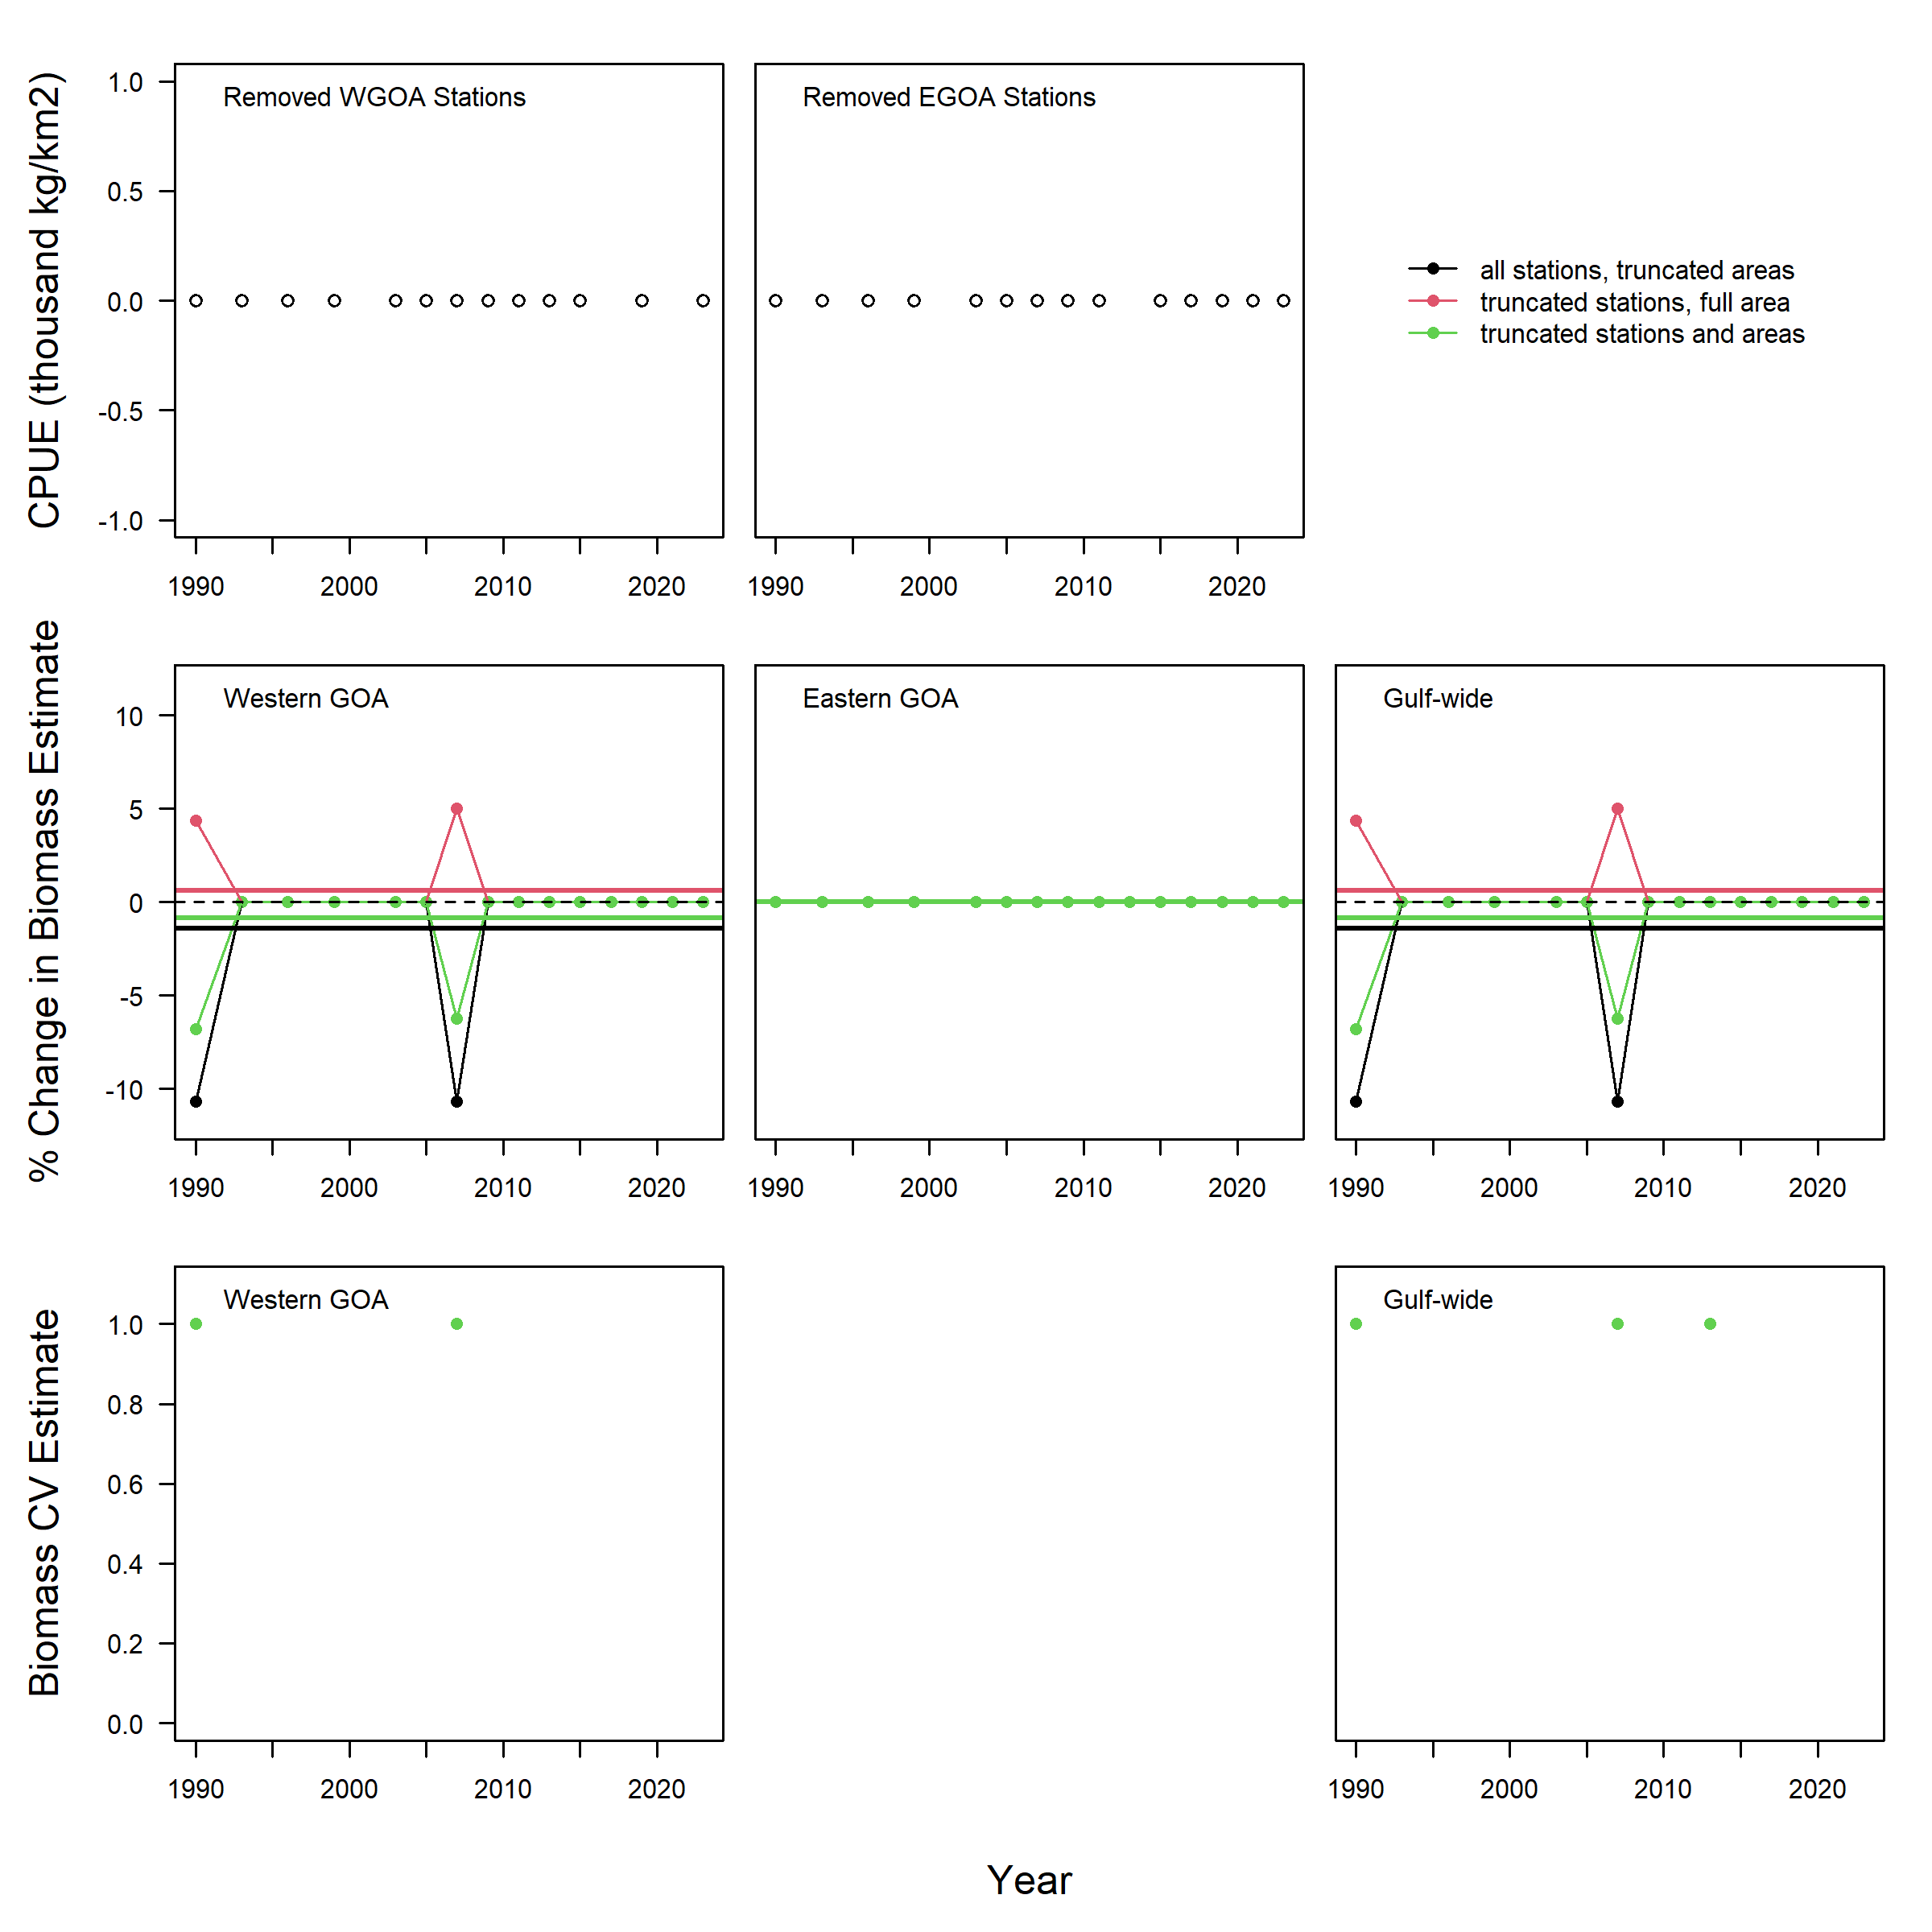 CPUE (thousand kg/km2)
1.0
0.5
0.0
-0.5
-1.0
Removed WGOA Stations
1990 2000 2010 2020
Removed EGOA Stations
1990 2000 2010 2020
all stations, truncated areas
truncated stations, full area
truncated stations and areas
% Change in Biomass Estimate
10
5
0
-5
-10
Western GOA
1990 2000 2010 2020
Eastern GOA
1990 2000 2010 2020
Gulf-wide
1990 2000 2010 2020
Biomass CV Estimate
1.0
0.8
0.6
0.4
0.2
0.0
Western GOA
1990 2000 2010 2020
Gulf-wide
1990 2000 2010 2020
Year